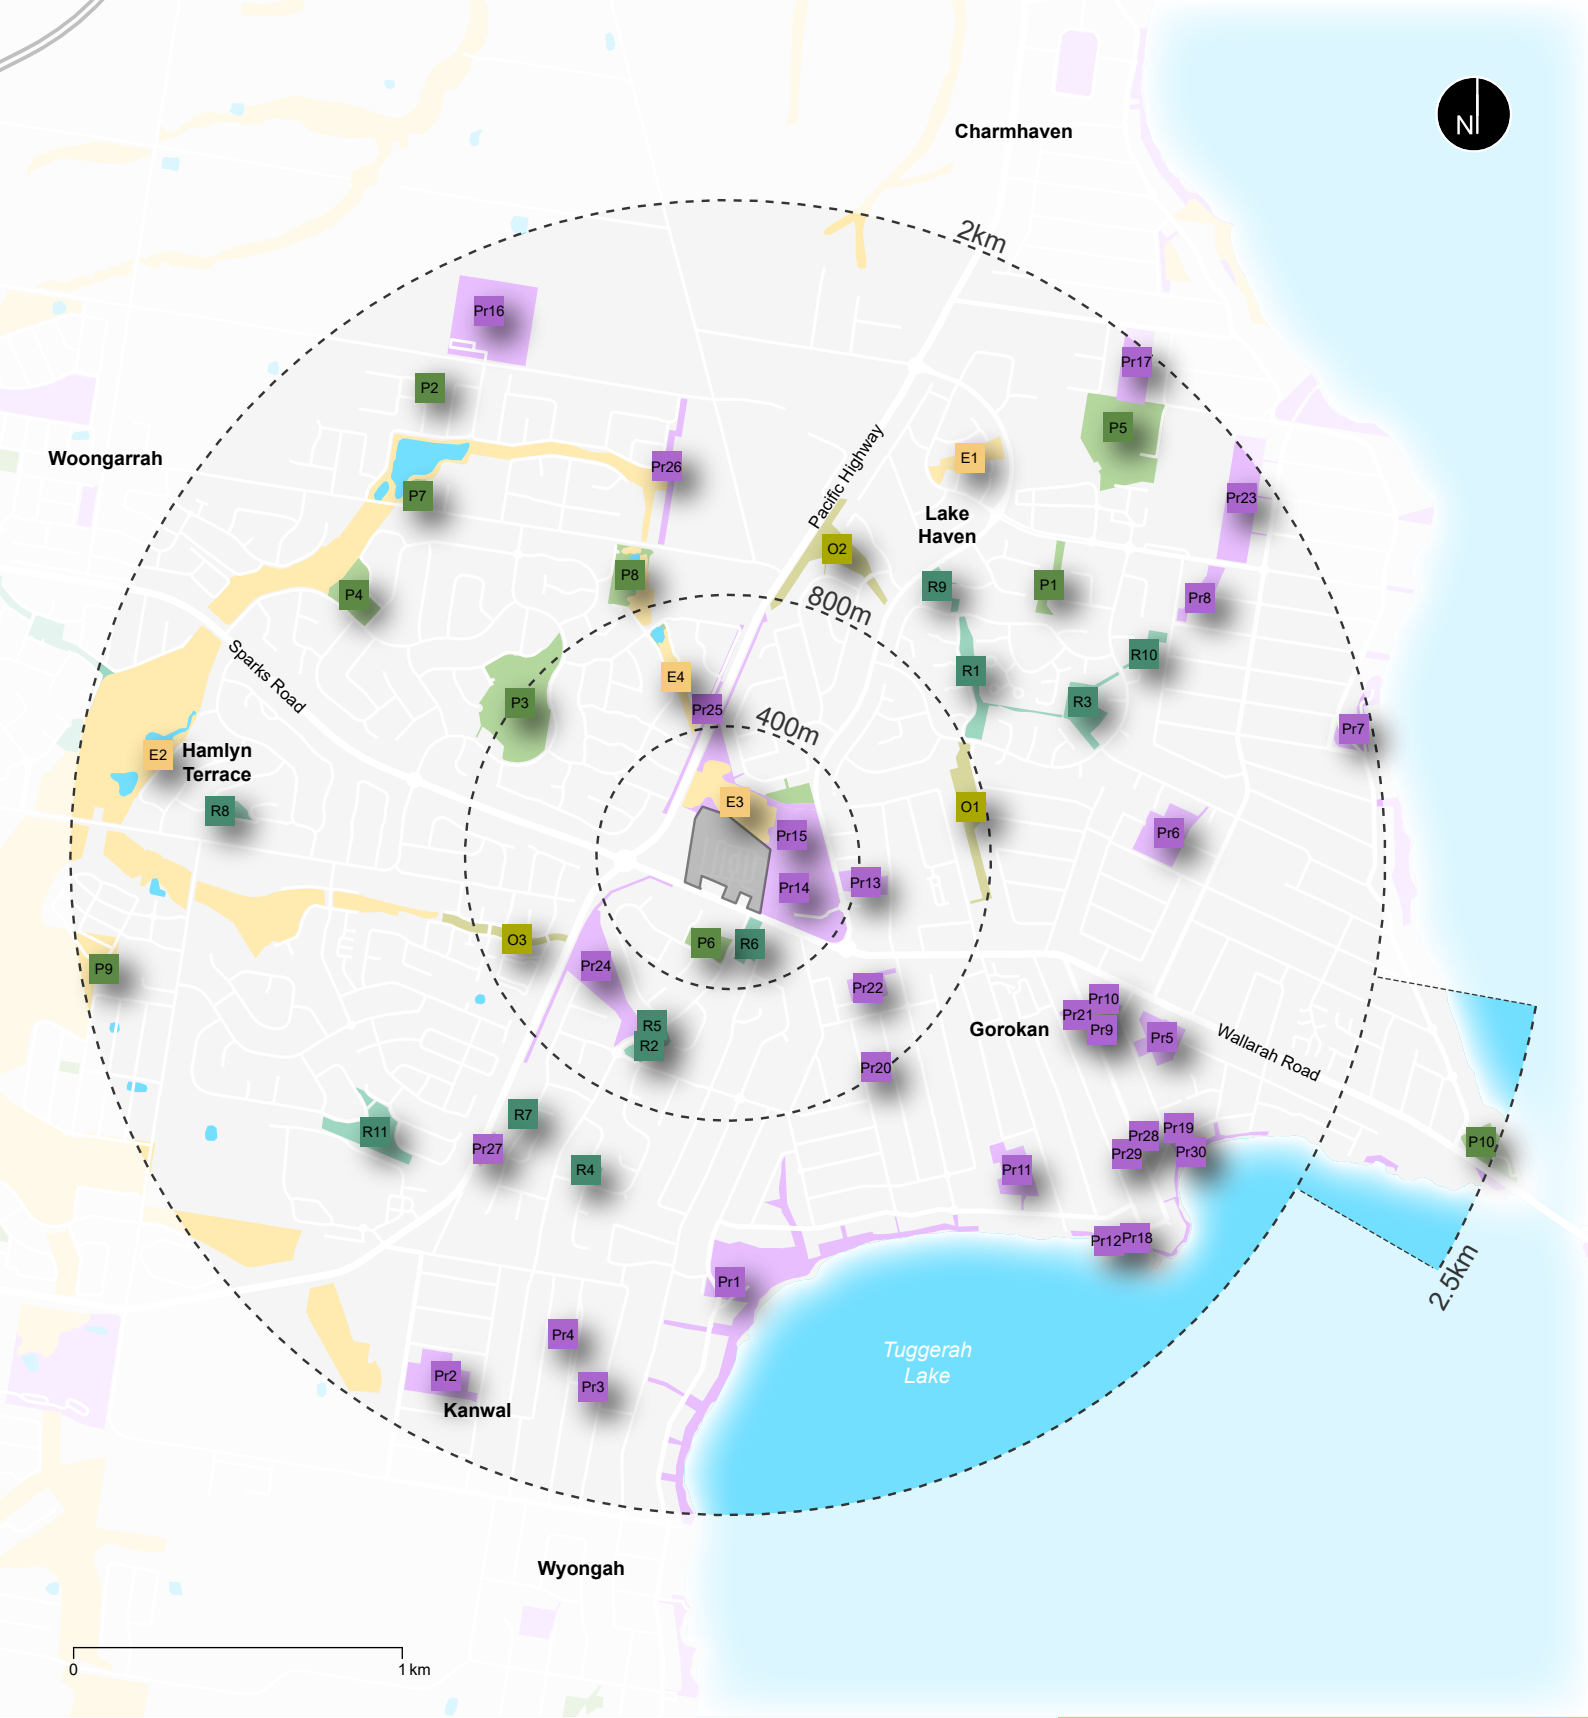 Charmhaven
N
2km
Pr16
Pr17
P2
P5
Woongarrah
Pacific Highway
E1
Pr26
P7
Pr23
Lake
Haven
O2
P8
R9
P1
P4
Pr8
800m
Sparks Road
R10
E4
R1
P3
R3
Pr25
400m
Pr7
E2
Hamlyn
Terrace
E3
R8
O1
Pr15
Pr6
Pr14
Pr13
O3
P6
R6
Pr24
P9
Pr22
Pr10
Pr21
R5
Gorokan
Pr9
Pr5
R2
Wallarah Road
Pr20
R7
R11
Pr28
Pr19
P10
Pr27
Pr29
Pr30
R4
Pr11
Pr12
Pr18
2.5km
Pr1
Pr4
Tuggerah
Lake
Pr2
Pr3
Kanwal
Wyongah
0
1 km